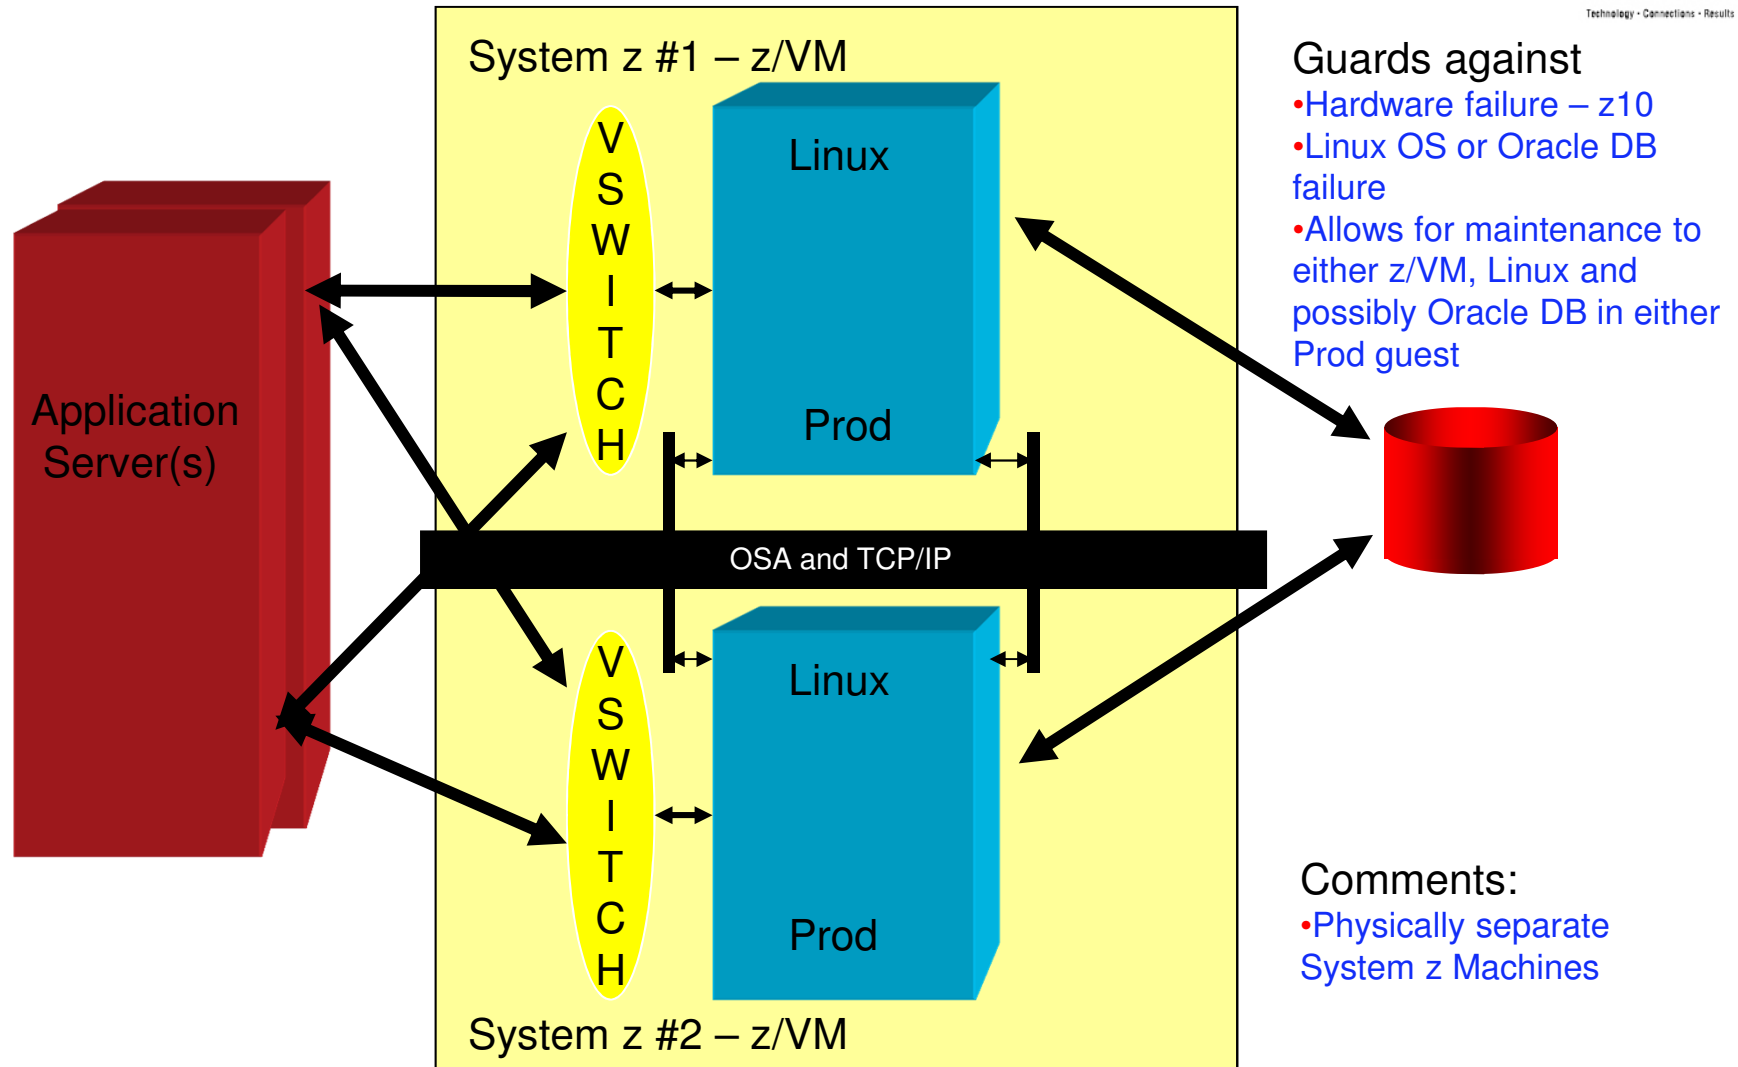 Technology • Connections • Results
System z #1 – z/VM
Guards against
•Hardware failure – z10
•Linux OS or Oracle DB
failure
•Allows for maintenance to
either z/VM, Linux and
possibly Oracle DB in either
Prod guest
VSWITCH
Linux
Prod
Application
Server(s)
OSA and TCP/IP
VSWITCH
Linux
Prod
Comments:
•Physically separate
System z Machines
System z #2 – z/VM